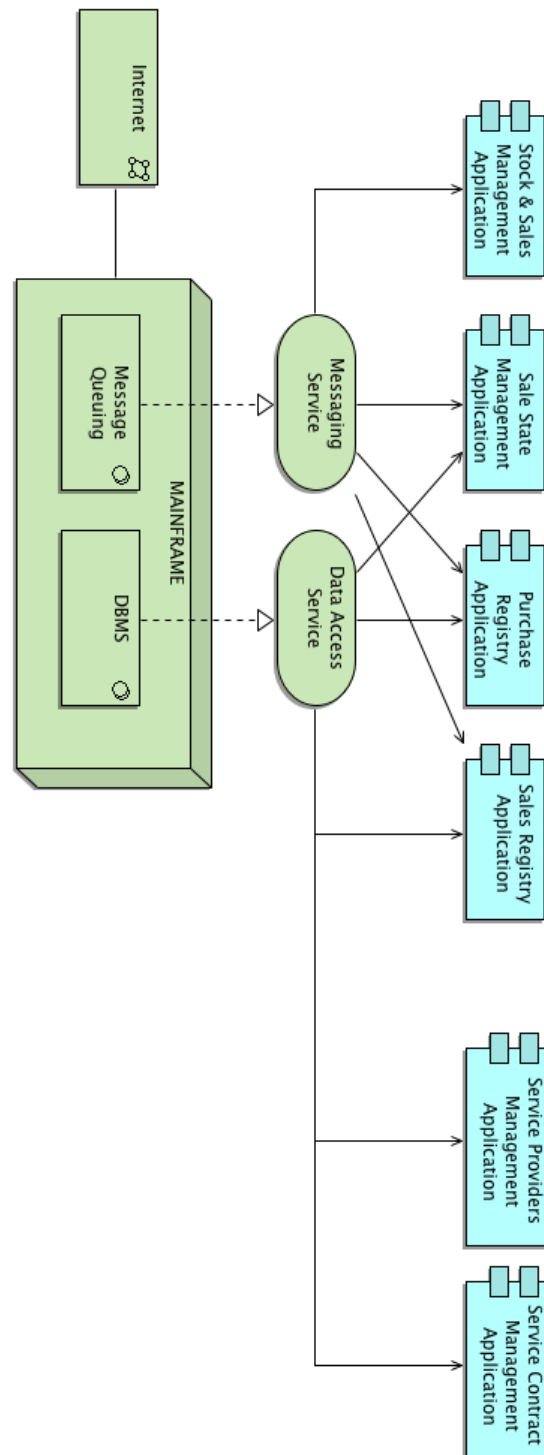 Stock & Sales
Management
Application
Sale State
Management
Application
Purchase
Registry
Application
Sales Registry
Application
Service Providers
Management
Application
Service Contract
Management
Application
Messaging
Service
Data Access
Service
Internet
MAINFRAME
Message
Queuing
DBMS